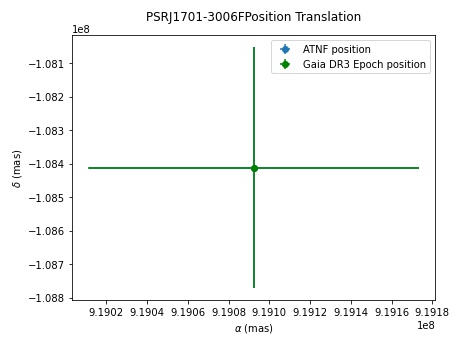 PSRJ1701-3006FPosition Translation
1e8
ATNF position
Gaia DR3 Epoch position
−1.081
−1.082
−1.083
−1.084
−1.085
−1.086
−1.087
−1.088
δ (mas)
9.1902 9.1904 9.1906 9.1908 9.1910 9.1912 9.1914 9.1916 9.1918
α (mas)
1e8